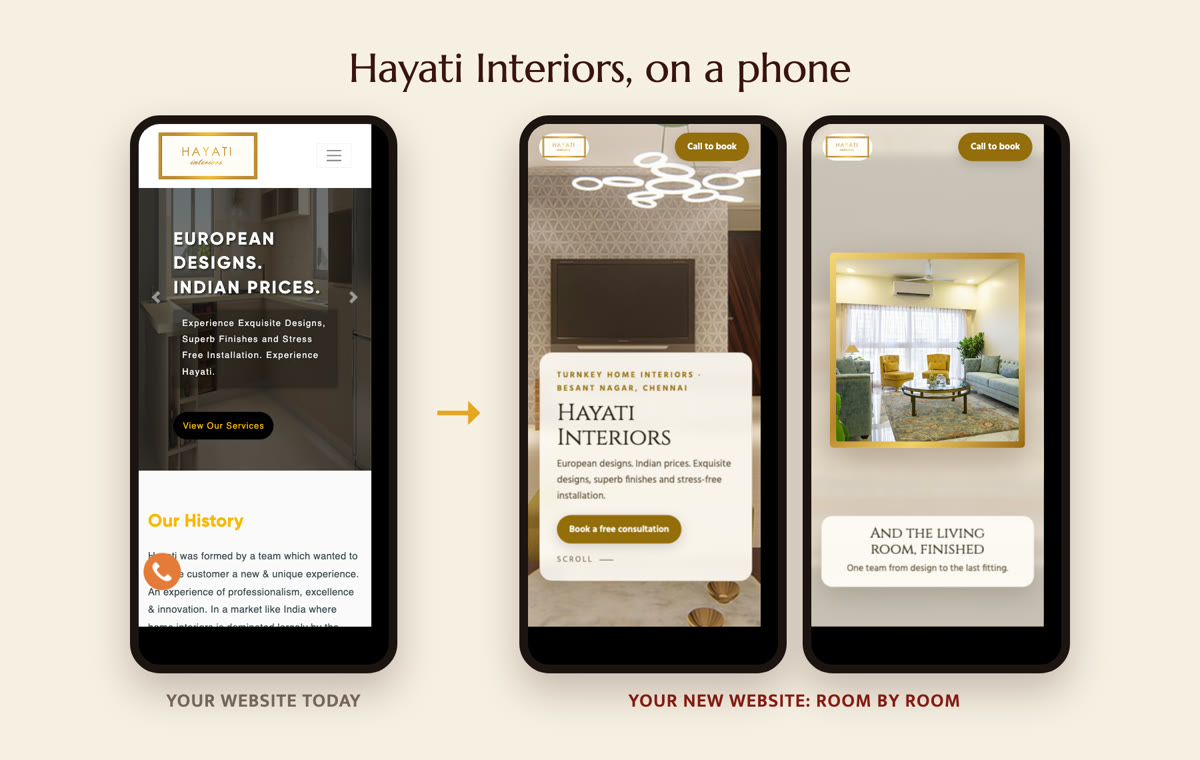 Hayati Interiors, on a phone
HAYATI
interiors
EUROPEAN
DESIGNS.
INDIAN PRICES.
Experience Exquisite Designs,
Superb Finishes and Stress
Free Installation. Experience
Hayati.
View Our Services
Our History
was formed by a team which wanted to
customer a new & unique experience.
An experience of professionalism, excellence
& innovation. In a market like India where
YOUR WEBSITE TODAY
HAYATI
interiors
Call to book
TURNKEY HOME INTERIORS ·
BESANT NAGAR, CHENNAI
HAYATI
INTERIORS
European designs. Indian prices. Exquisite
designs, superb finishes and stress-free
installation.
Book a free consultation
SCROLL
HAYATI
interiors
Call to book
AND THE LIVING
ROOM, FINISHED
One team from design to the last fitting.
YOUR NEW WEBSITE: ROOM BY ROOM